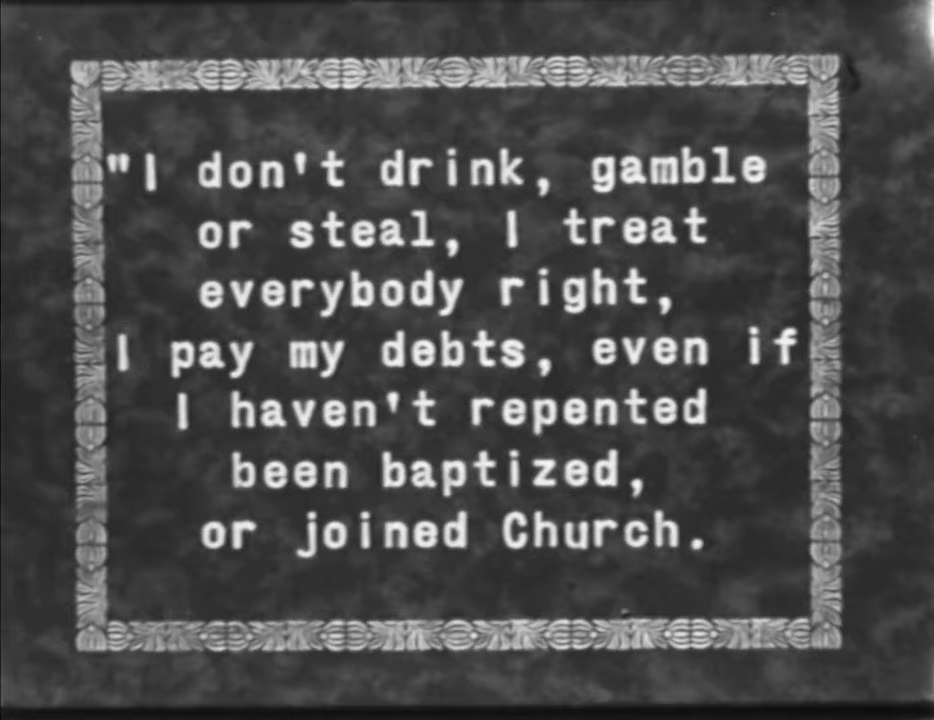 "I don't drink, gamble
or steal, I treat
everybody right,
I pay my debts, even if
I haven't repented
been baptized,
or joined Church.